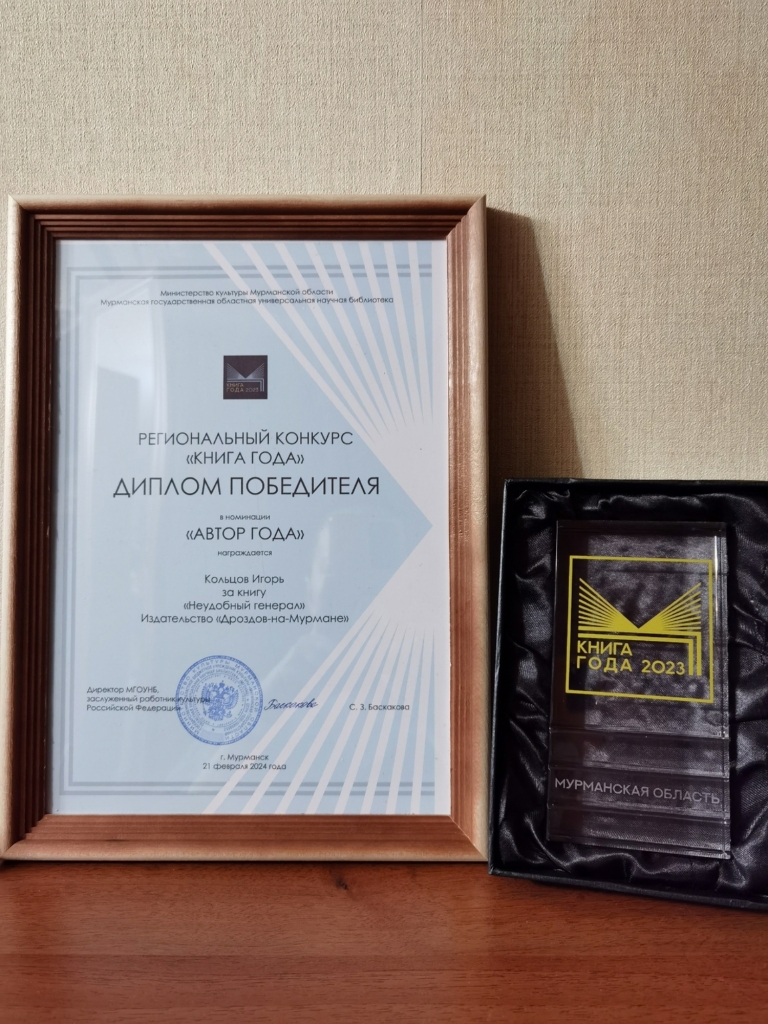 Министерство культуры Мурманской области
Мурманская государственная областная универсальная научная библиотека
КНИГА
ГОДА 2023
РЕГИОНАЛЬНЫЙ КОНКУРС
«КНИГА ГОДА»
ДИПЛОМ ПОБЕДИТЕЛЯ
в номинации
«АВТОР ГОДА»
награждается
Кольцов Игорь
за книгу
«Неудобный генерал»
Издательство «Дроздов-на-Мурмане»
Директор МГОУНБ,
заслуженный работник культуры
Российской Федерации
С. З. Баскакова
г. Мурманск
21 февраля 2024 года
КНИГА
ГОДА 2023
МУРМАНСКАЯ ОБЛАСТЬ